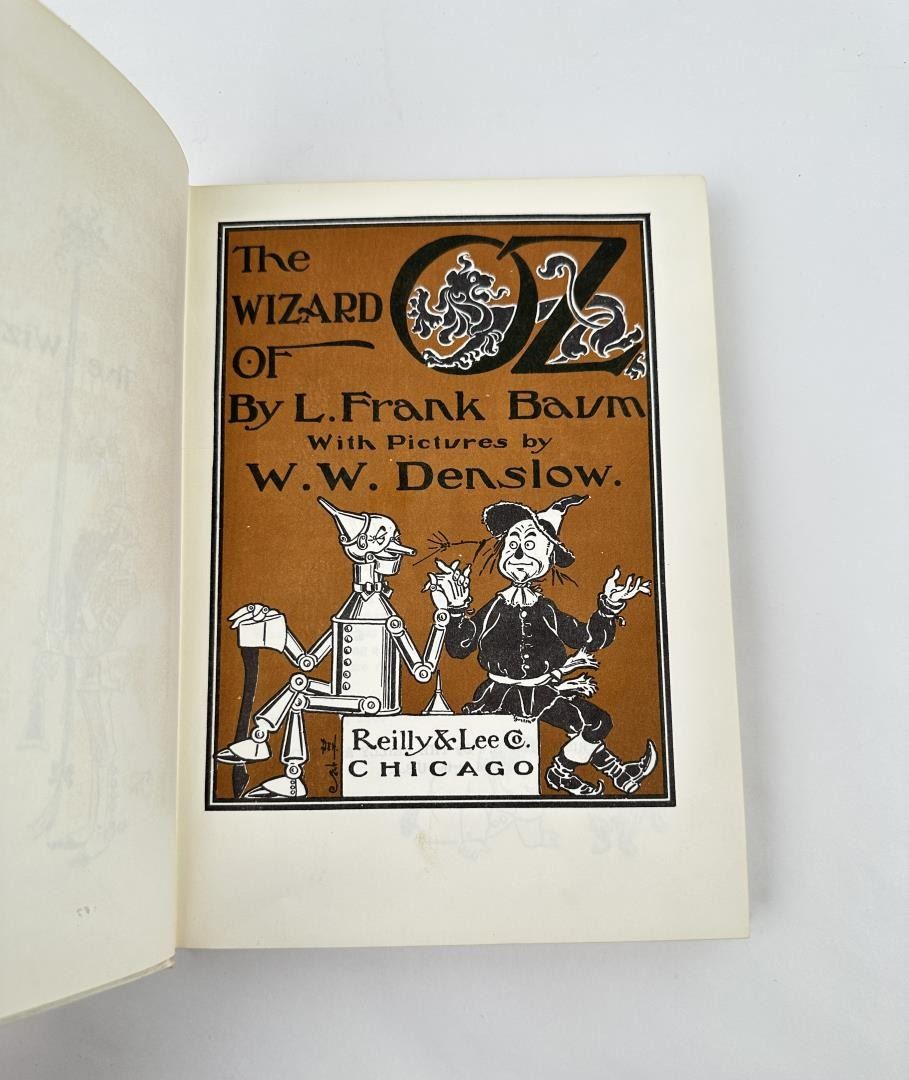 The
WIZARD
OF
OZ
By L. Frank Baum
With Pictures by
W. W. Denslow.
Reilly & Lee Co.
CHICAGO